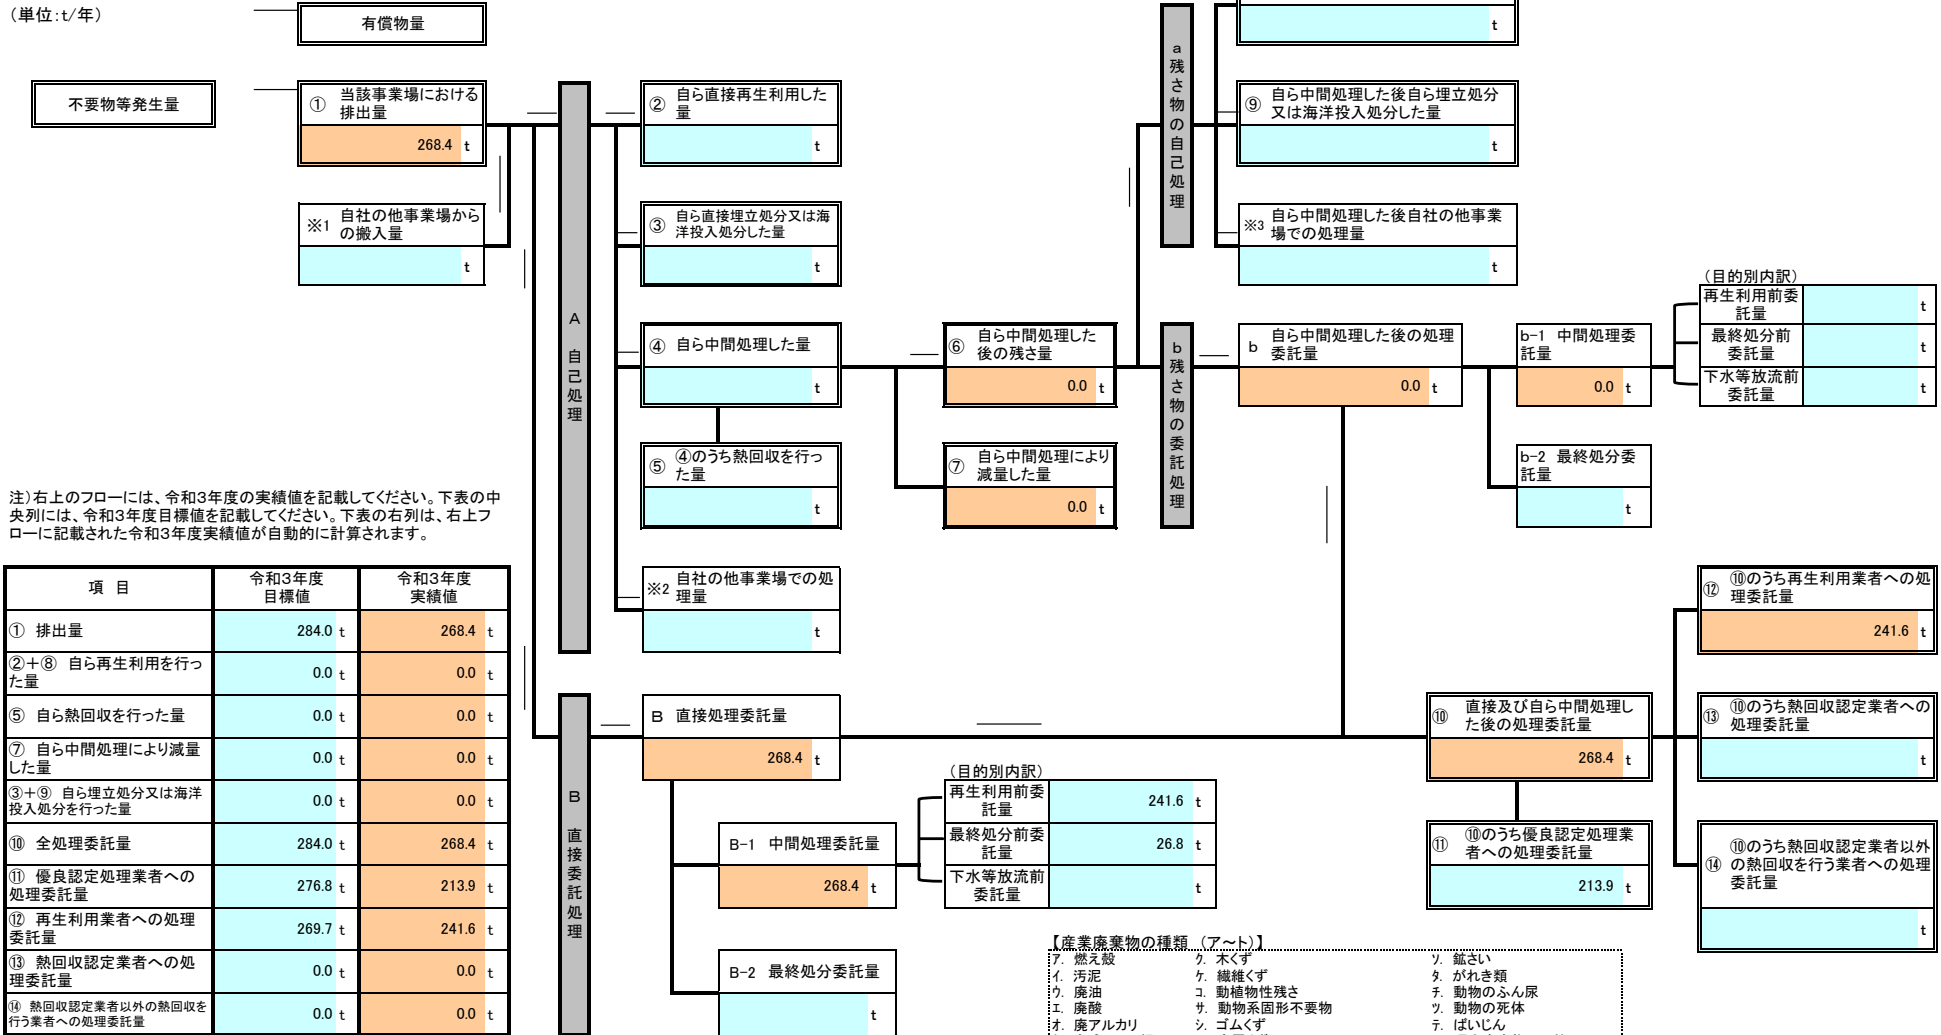 (単位:t/年)
有償物量
不要物等発生量
① 当該事業場における
排出量
268.4 t
※1 自社の他事業場から
の搬入量
t
A 自己処理
② 自ら直接再生利用した
量
t
③ 自ら直接埋立処分又は海
洋投入処分した量
t
④ 自ら中間処理した量
t
⑤ ④のうち熱回収を行っ
た量
t
※2 自社の他事業場での処
理量
t
⑥ 自ら中間処理した
後の残さ量
0.0 t
⑦ 自ら中間処理により
減量した量
0.0 t
a 残さ物の自己処理
t
⑨ 自ら中間処理した後自ら埋立処分
又は海洋投入処分した量
t
※3 自ら中間処理した後自社の他事業
場での処理量
t
b 残さ物の委託処理
b 自ら中間処理した後の処理
委託量
0.0 t
b-1 中間処理委
託量
0.0 t
b-2 最終処分委
託量
t
(目的別内訳)
再生利用前委
託量
t
最終処分前
委託量
t
下水等放流前
委託量
t
注)右上のフローには、令和3年度の実績値を記載してください。下表の中
央列には、令和3年度目標値を記載してください。下表の右列は、右上フ
ローに記載された令和3年度実績値が自動的に計算されます。
項 目 令和3年度
目標値 令和3年度
実績値
① 排出量 284.0 t 268.4 t
②+⑧ 自ら再生利用を行っ
た量 0.0 t 0.0 t
⑤ 自ら熱回収を行った量 0.0 t 0.0 t
⑦ 自ら中間処理により減量
した量 0.0 t 0.0 t
③+⑨ 自ら埋立処分又は海洋
投入処分を行った量 0.0 t 0.0 t
⑩ 全処理委託量 284.0 t 268.4 t
⑪ 優良認定処理業者への
処理委託量 276.8 t 213.9 t
⑫ 再生利用業者への処理
委託量 269.7 t 241.6 t
⑬ 熱回収認定業者への処
理委託量 0.0 t 0.0 t
⑭ 熱回収認定業者以外の熱回収を
行う業者への処理委託量 0.0 t 0.0 t
B 直接委託処理
B 直接処理委託量
268.4 t
B-1 中間処理委託量
268.4 t
B-2 最終処分委託量
t
(目的別内訳)
再生利用前委
託量
241.6 t
最終処分前委
託量
26.8 t
下水等放流前
委託量
t
⑩ 直接及び自ら中間処理し
た後の処理委託量
268.4 t
⑪ ⑩のうち優良認定処理業
者への処理委託量
213.9 t
⑫ ⑩のうち再生利用業者への処
理委託量
241.6 t
⑬ ⑩のうち熱回収認定業者への
処理委託量
t
⑭ ⑩のうち熱回収認定業者以外
の熱回収を行う業者への処理
委託量
t
【産業廃棄物の種類 (ア~ト)】
ア. 燃え殻 ク. 木くず ソ. 鉱さい
イ. 汚泥 ケ. 繊維くず タ. がれき類
ウ. 廃油 コ. 動植物性残さ チ. 動物のふん尿
エ. 廃酸 サ. 動物系固形不要物 ツ. 動物の死体
オ. 廃アルカリ シ. ゴムくず テ. ばいじん